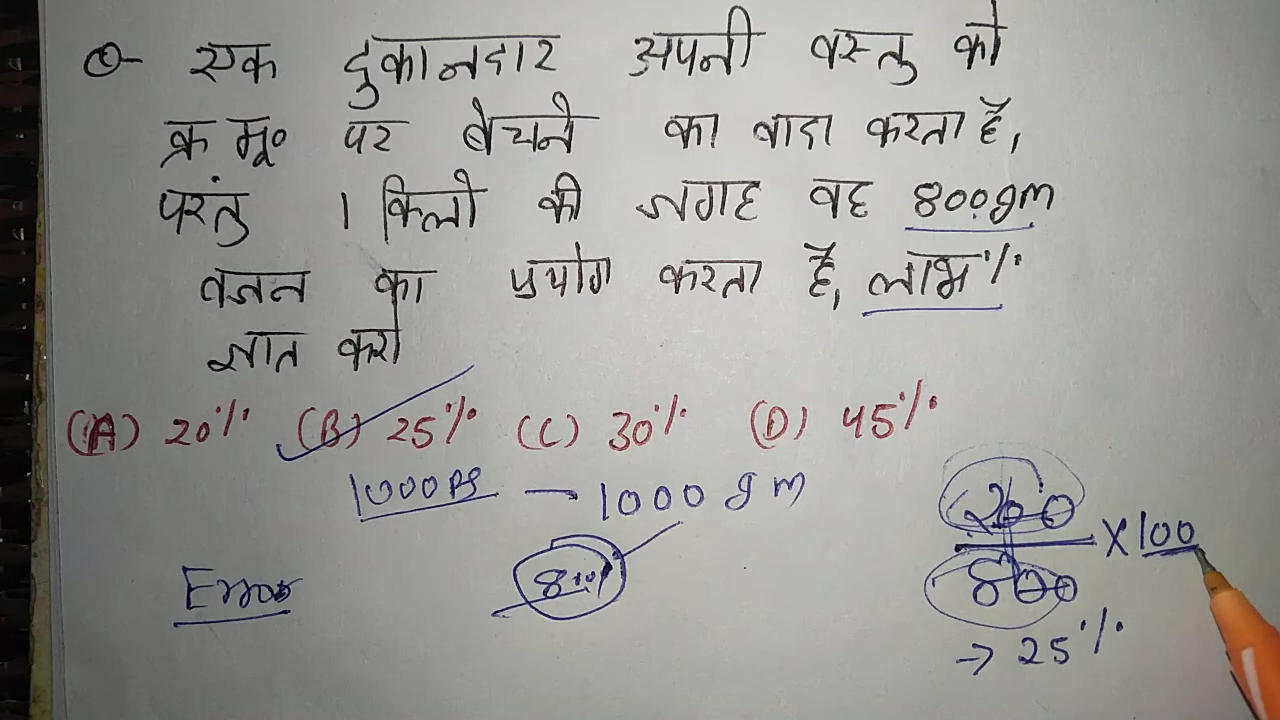 Q- एक दुकानदार अपनी वस्तु को
क्र मू० पर बेचने का वादा करता है,
परंतु 1 किलो की जगह वह 800gm
वजन का प्रयोग करता है, लाभ%
ज्ञात करो
(A) 20% (B) 25% (C) 30% (D) 45%
1000Rs - 1000gm
200
Error 800 800 × 100
→ 25%